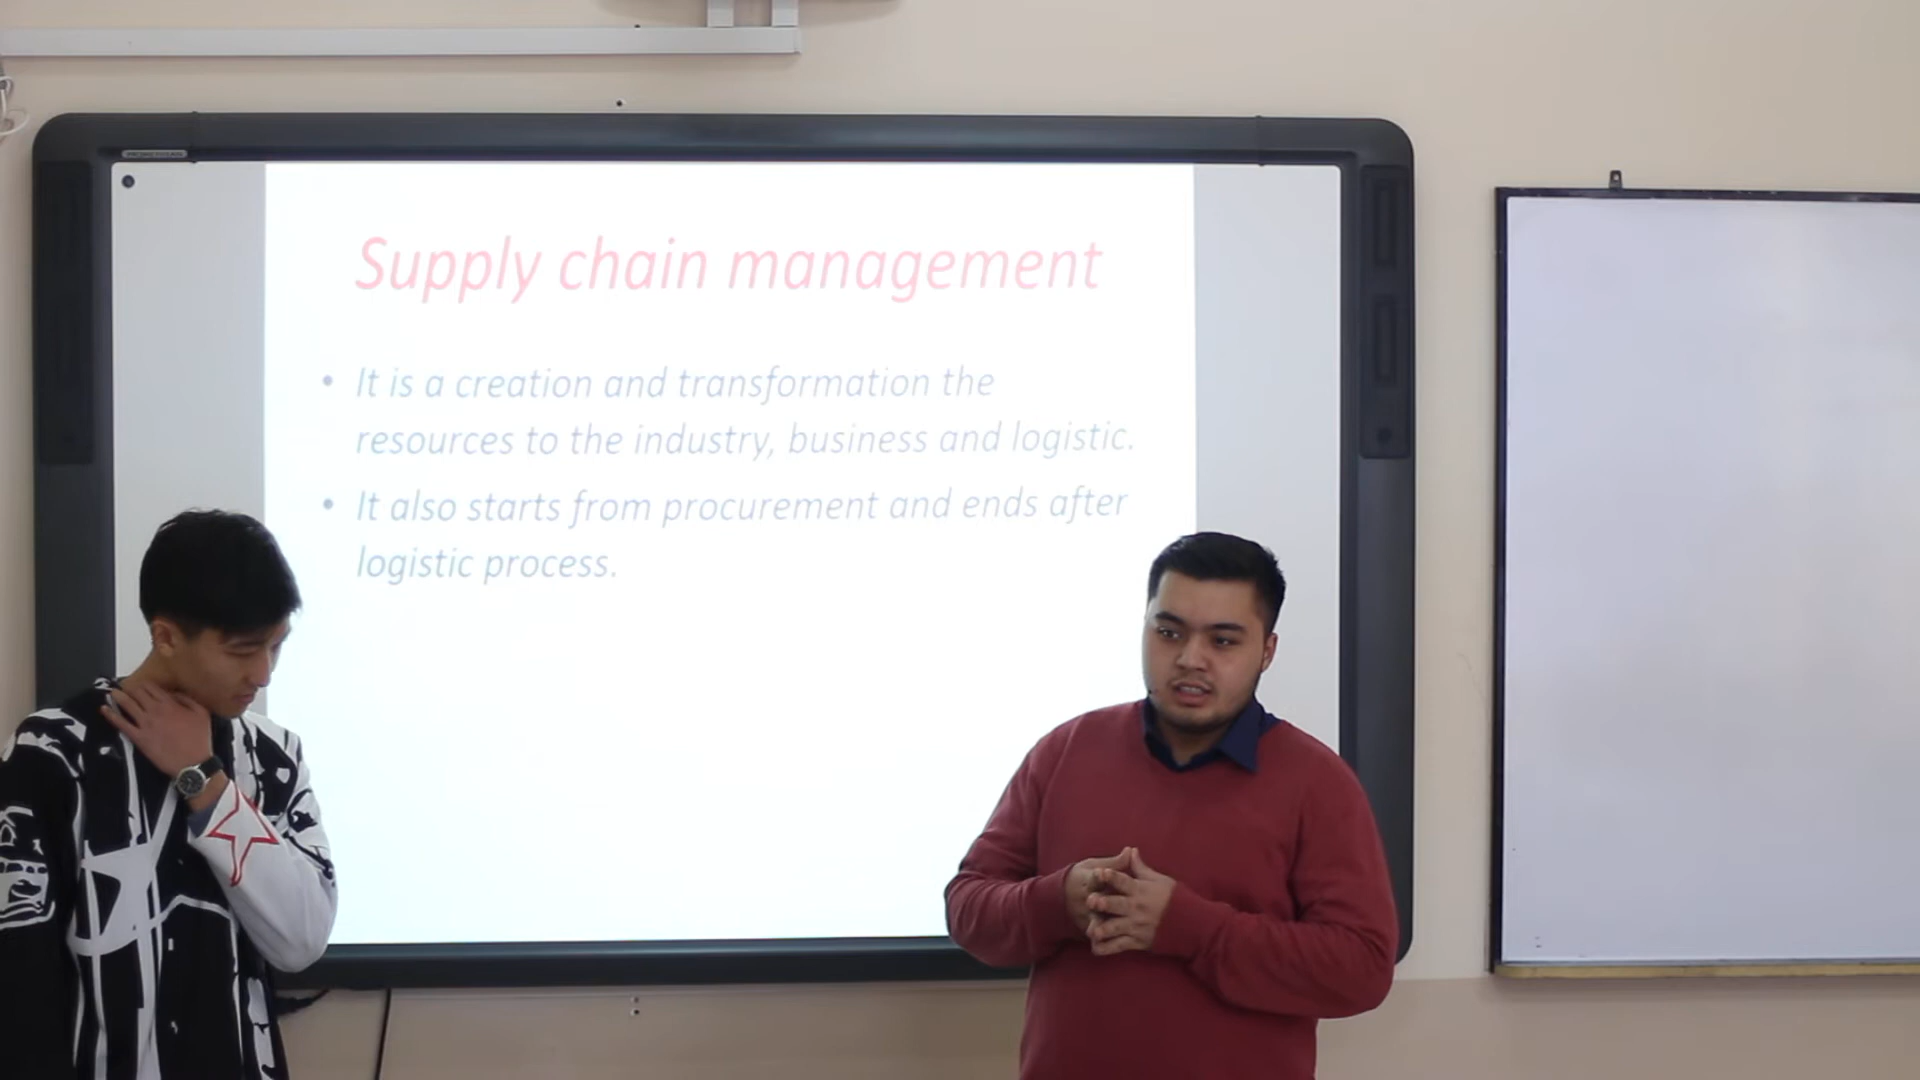 Supply chain management
• It is a creation and transformation the
resources to the industry, business and logistic.
• It also starts from procurement and ends after
logistic process.